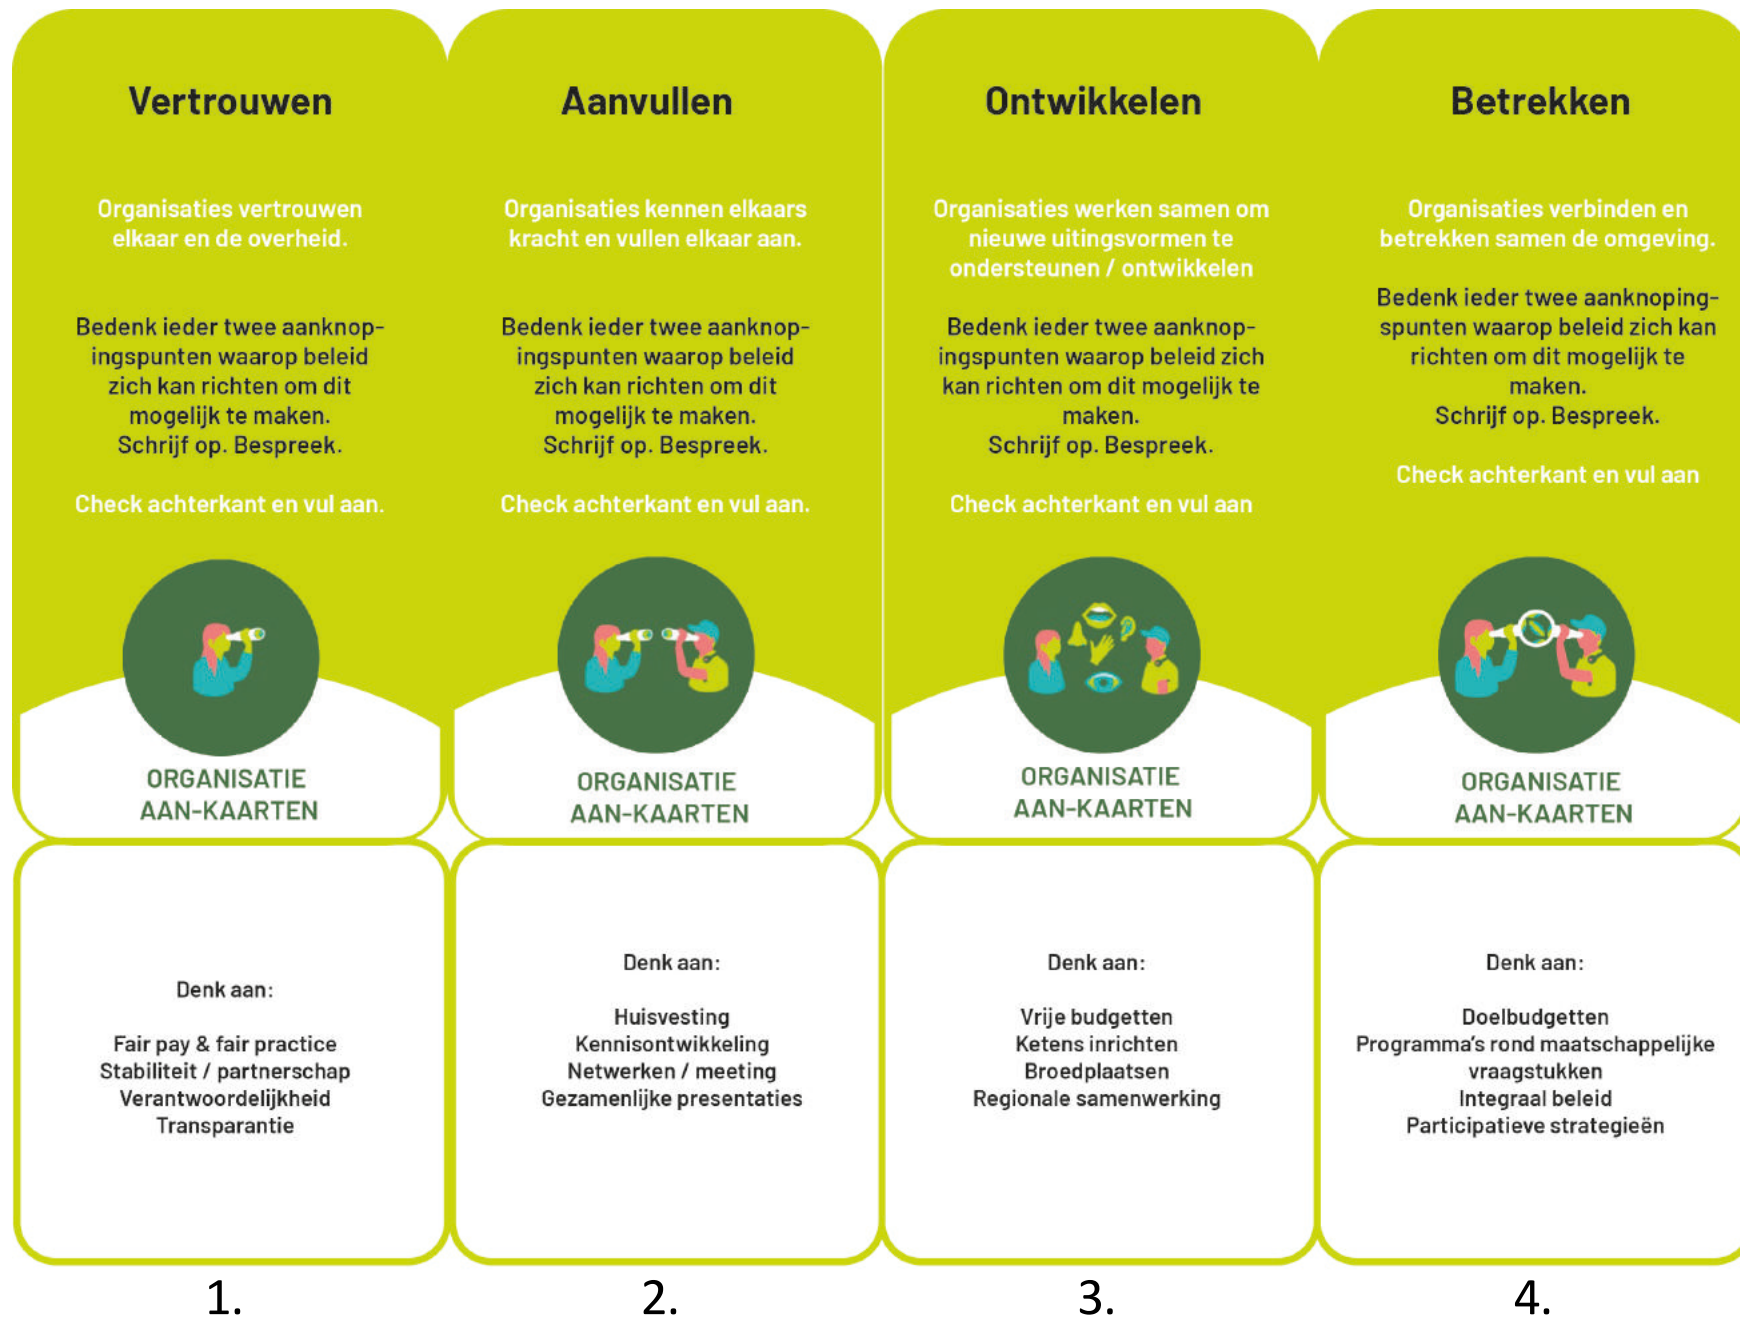 Vertrouwen
Organisaties vertrouwen
elkaar en de overheid.
Bedenk ieder twee aanknop-
ingspunten waarop beleid
zich kan richten om dit
mogelijk te maken.
Schrijf op. Bespreek.
Check achterkant en vul aan.
ORGANISATIE
AAN-KAARTEN
Denk aan:
Fair pay & fair practice
Stabiliteit / partnerschap
Verantwoordelijkheid
Transparantie
1.
Aanvullen
Organisaties kennen elkaars
kracht en vullen elkaar aan.
Bedenk ieder twee aanknop-
ingspunten waarop beleid
zich kan richten om dit
mogelijk te maken.
Schrijf op. Bespreek.
Check achterkant en vul aan.
ORGANISATIE
AAN-KAARTEN
Denk aan:
Huisvesting
Kennisontwikkeling
Netwerken / meeting
Gezamenlijke presentaties
2.
Ontwikkelen
Organisaties werken samen om
nieuwe uitingsvormen te
ondersteunen / ontwikkelen
Bedenk ieder twee aanknop-
ingspunten waarop beleid zich
kan richten om dit mogelijk te
maken.
Schrijf op. Bespreek.
Check achterkant en vul aan
ORGANISATIE
AAN-KAARTEN
Denk aan:
Vrije budgetten
Ketens inrichten
Broedplaatsen
Regionale samenwerking
3.
Betrekken
Organisaties verbinden en
betrekken samen de omgeving.
Bedenk ieder twee aanknoping-
spunten waarop beleid zich kan
richten om dit mogelijk te
maken.
Schrijf op. Bespreek.
Check achterkant en vul aan
ORGANISATIE
AAN-KAARTEN
Denk aan:
Doelbudgetten
Programma's rond maatschappelijke
vraagstukken
Integraal beleid
Participatieve strategieën
4.